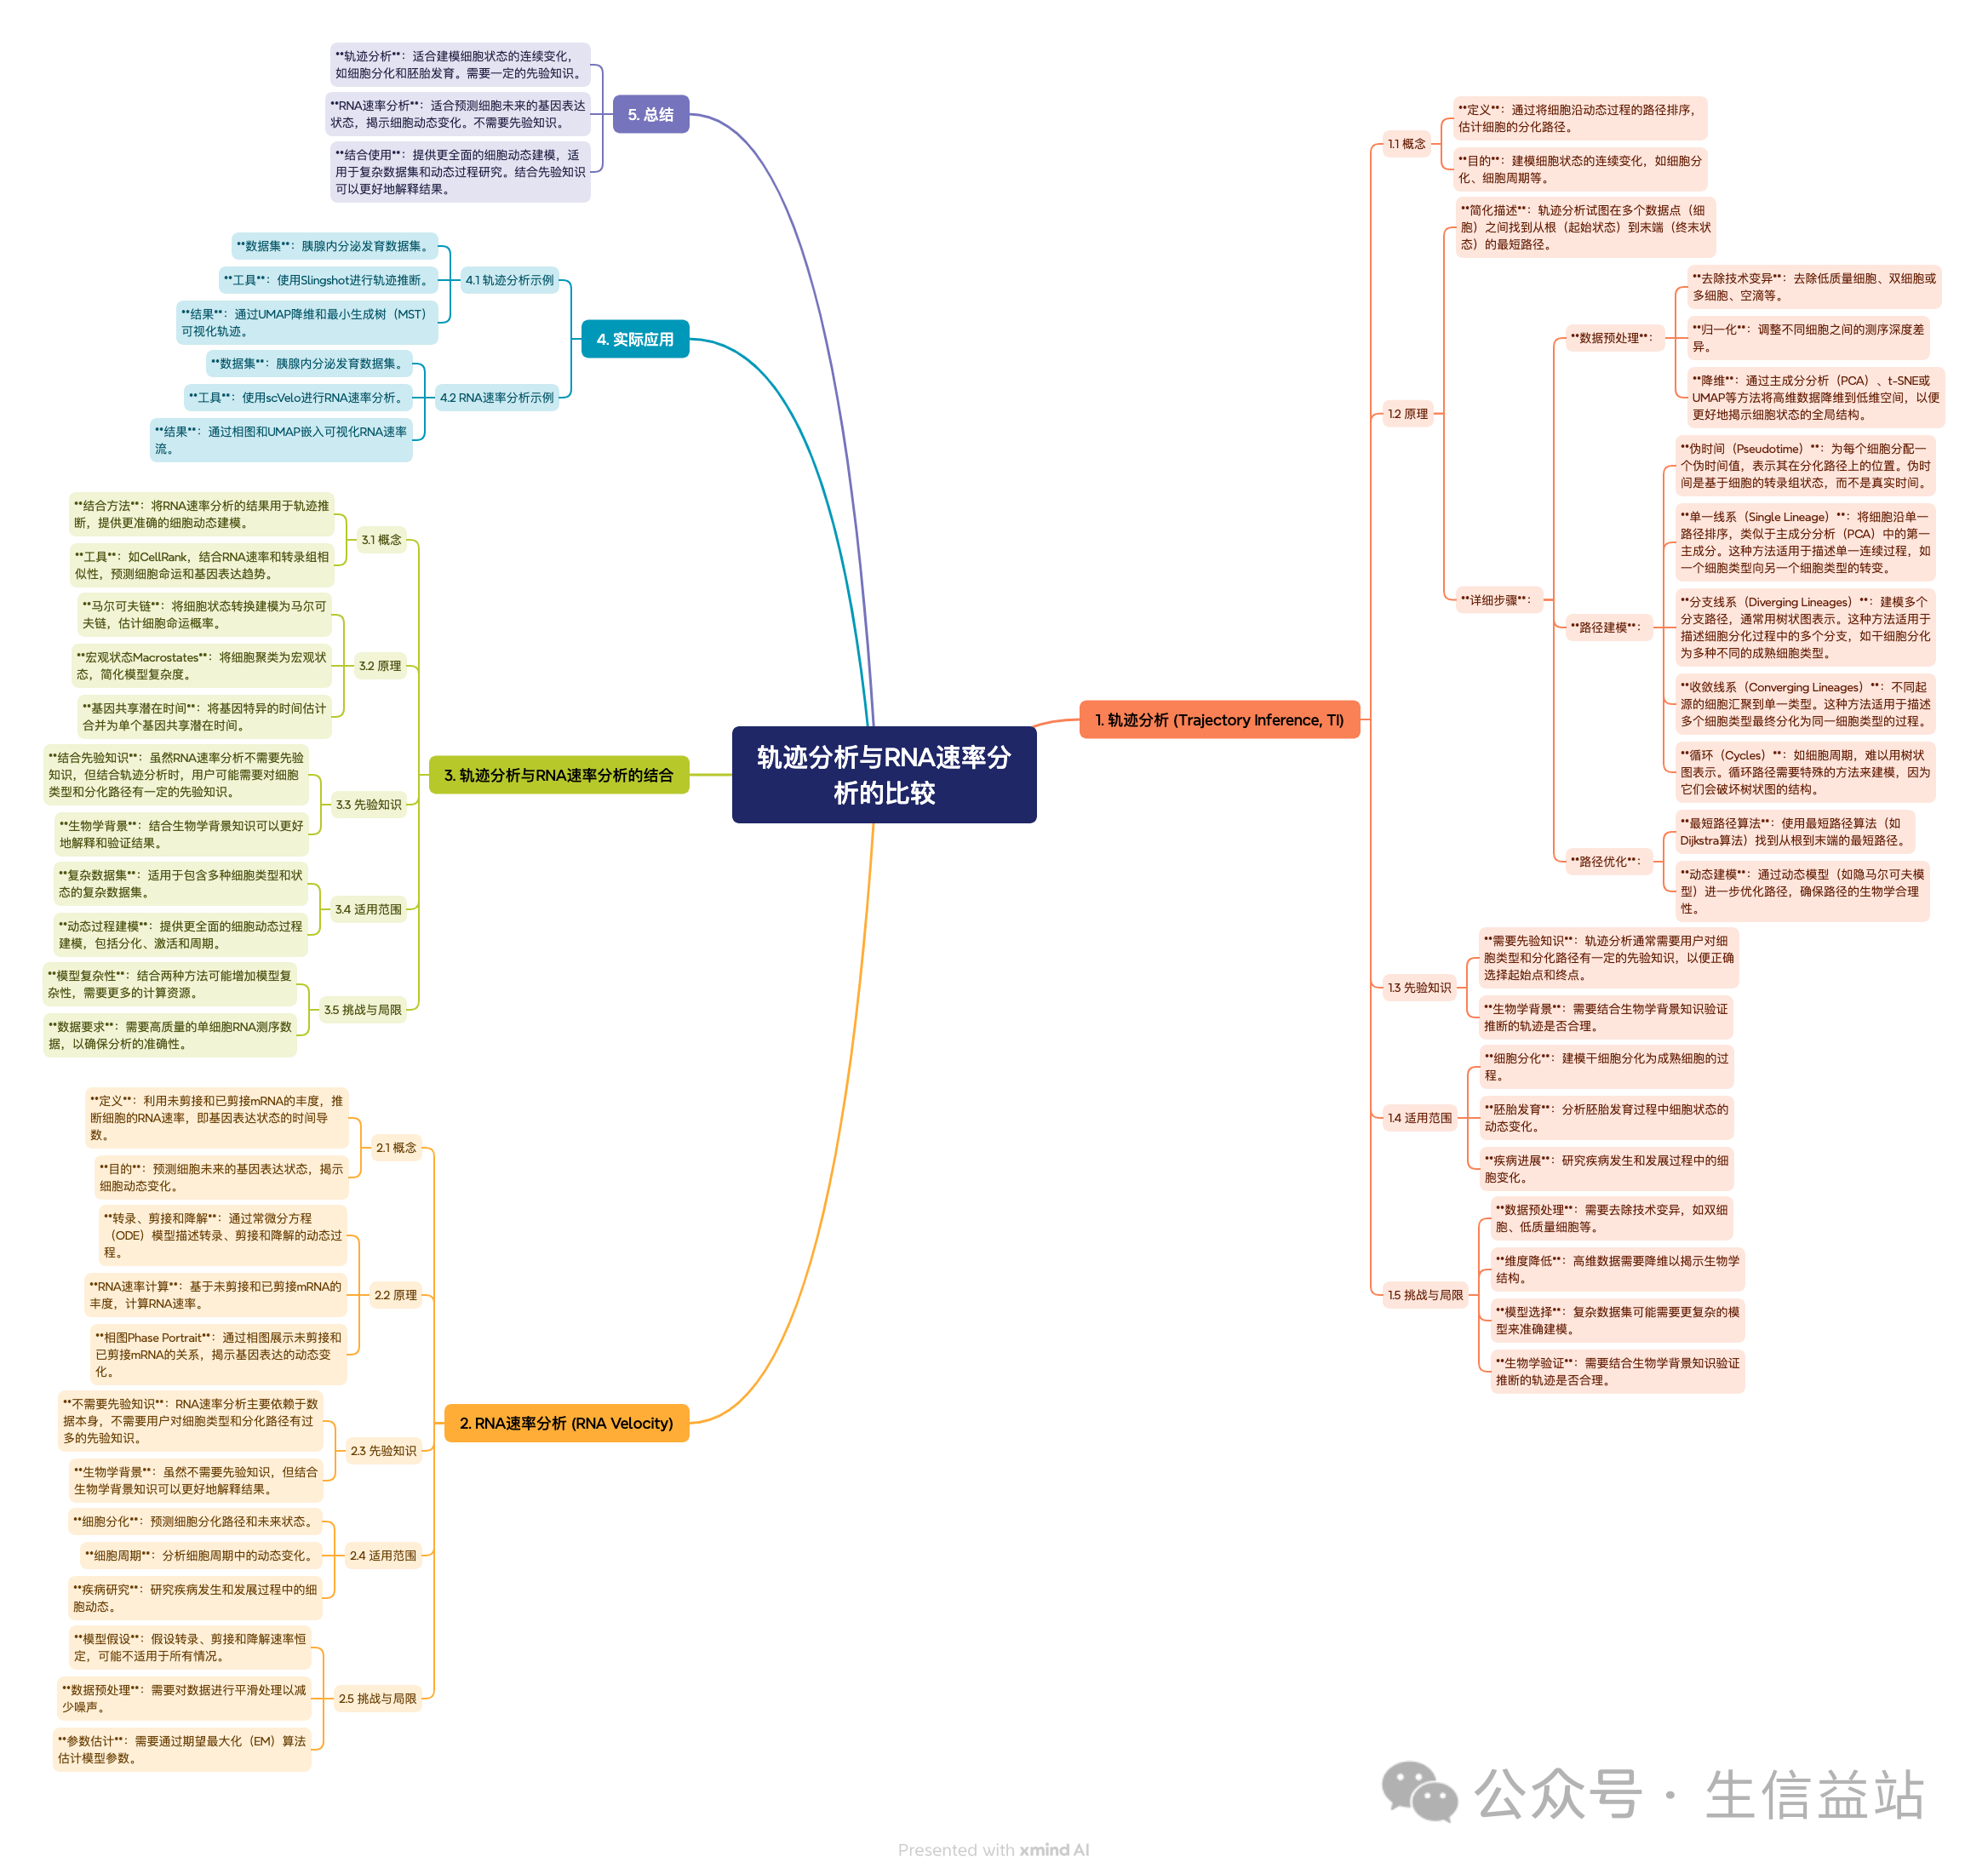 轨迹分析与RNA速率分
析的比较
1. 轨迹分析 (Trajectory Inference, TI)
1.1 概念
**定义**：通过将细胞沿动态过程的路径排序，
估计细胞的分化路径。
**目的**：建模细胞状态的连续变化，如细胞分
化、细胞周期等。
1.2 原理
**简化描述**：轨迹分析试图在多个数据点（细
胞）之间找到从根（起始状态）到末端（终末状
态）的最短路径。
**详细步骤**：
**数据预处理**：
**去除技术变异**：去除低质量细胞、双细胞或
多细胞、空滴等。
**归一化**：调整不同细胞之间的测序深度差
异。
**降维**：通过主成分分析（PCA）、t-SNE或
UMAP等方法将高维数据降维到低维空间，以便
更好地揭示细胞状态的全局结构。
**路径建模**：
**伪时间（Pseudotime）**：为每个细胞分配一
个伪时间值，表示其在分化路径上的位置。伪时
间是基于细胞的转录组状态，而不是真实时间。
**单一线系（Single Lineage）**：将细胞沿单一
路径排序，类似于主成分分析（PCA）中的第一
主成分。这种方法适用于描述单一连续过程，如
一个细胞类型向另一个细胞类型的转变。
**分支线系（Diverging Lineages）**：建模多个
分支路径，通常用树状图表示。这种方法适用于
描述细胞分化过程中的多个分支，如干细胞分化
为多种不同的成熟细胞类型。
**收敛线系（Converging Lineages）**：不同起
源的细胞汇聚到单一类型。这种方法适用于描述
多个细胞类型最终分化为同一细胞类型的过程。
**循环（Cycles）**：如细胞周期，难以用树状
图表示。循环路径需要特殊的方法来建模，因为
它们会破坏树状图的结构。
**路径优化**：
**最短路径算法**：使用最短路径算法（如
Dijkstra算法）找到从根到末端的最短路径。
**动态建模**：通过动态模型（如隐马尔可夫模
型）进一步优化路径，确保路径的生物学合理
性。
1.3 先验知识
**需要先验知识**：轨迹分析通常需要用户对细
胞类型和分化路径有一定的先验知识，以便正确
选择起始点和终点。
**生物学背景**：需要结合生物学背景知识验证
推断的轨迹是否合理。
1.4 适用范围
**细胞分化**：建模干细胞分化为成熟细胞的过
程。
**胚胎发育**：分析胚胎发育过程中细胞状态的
动态变化。
**疾病进展**：研究疾病发生和发展过程中的细
胞变化。
1.5 挑战与局限
**数据预处理**：需要去除技术变异，如双细
胞、低质量细胞等。
**维度降低**：高维数据需要降维以揭示生物学
结构。
**模型选择**：复杂数据集可能需要更复杂的模
型来准确建模。
**生物学验证**：需要结合生物学背景知识验证
推断的轨迹是否合理。
2. RNA速率分析 (RNA Velocity)
2.1 概念
**定义**：利用未剪接和已剪接mRNA的丰度，推
断细胞的RNA速率，即基因表达状态的时间导
数。
**目的**：预测细胞未来的基因表达状态，揭示
细胞动态变化。
2.2 原理
**转录、剪接和降解**：通过常微分方程
（ODE）模型描述转录、剪接和降解的动态过
程。
**RNA速率计算**：基于未剪接和已剪接mRNA的
丰度，计算RNA速率。
**相图Phase Portrait**：通过相图展示未剪接和
已剪接mRNA的关系，揭示基因表达的动态变
化。
2.3 先验知识
**不需要先验知识**：RNA速率分析主要依赖于数
据本身，不需要用户对细胞类型和分化路径有过
多的先验知识。
**生物学背景**：虽然不需要先验知识，但结合
生物学背景知识可以更好地解释结果。
2.4 适用范围
**细胞分化**：预测细胞分化路径和未来状态。
**细胞周期**：分析细胞周期中的动态变化。
**疾病研究**：研究疾病发生和发展过程中的细
胞动态。
2.5 挑战与局限
**模型假设**：假设转录、剪接和降解速率恒
定，可能不适用于所有情况。
**数据预处理**：需要对数据进行平滑处理以减
少噪声。
**参数估计**：需要通过期望最大化（EM）算法
估计模型参数。
3. 轨迹分析与RNA速率分析的结合
3.1 概念
**结合方法**：将RNA速率分析的结果用于轨迹推
断，提供更准确的细胞动态建模。
**工具**：如CellRank，结合RNA速率和转录组相
似性，预测细胞命运和基因表达趋势。
3.2 原理
**马尔可夫链**：将细胞状态转换建模为马尔可
夫链，估计细胞命运概率。
**宏观状态Macrostates**：将细胞聚类为宏观状
态，简化模型复杂度。
**基因共享潜在时间**：将基因特异的时间估计
合并为单个基因共享潜在时间。
3.3 先验知识
**结合先验知识**：虽然RNA速率分析不需要先验
知识，但结合轨迹分析时，用户可能需要对细胞
类型和分化路径有一定的先验知识。
**生物学背景**：结合生物学背景知识可以更好
地解释和验证结果。
3.4 适用范围
**复杂数据集**：适用于包含多种细胞类型和状
态的复杂数据集。
**动态过程建模**：提供更全面的细胞动态过程
建模，包括分化、激活和周期。
3.5 挑战与局限
**模型复杂性**：结合两种方法可能增加模型复
杂性，需要更多的计算资源。
**数据要求**：需要高质量的单细胞RNA测序数
据，以确保分析的准确性。
4. 实际应用
4.1 轨迹分析示例
**数据集**：胰腺内分泌发育数据集。
**工具**：使用Slingshot进行轨迹推断。
**结果**：通过UMAP降维和最小生成树（MST）
可视化轨迹。
4.2 RNA速率分析示例
**数据集**：胰腺内分泌发育数据集。
**工具**：使用scVelo进行RNA速率分析。
**结果**：通过相图和UMAP嵌入可视化RNA速率
流。
5. 总结
**轨迹分析**：适合建模细胞状态的连续变化，
如细胞分化和胚胎发育。需要一定的先验知识。
**RNA速率分析**：适合预测细胞未来的基因表达
状态，揭示细胞动态变化。不需要先验知识。
**结合使用**：提供更全面的细胞动态建模，适
用于复杂数据集和动态过程研究。结合先验知识
可以更好地解释结果。
公众号 · 生信益站
Presented with xmind AI